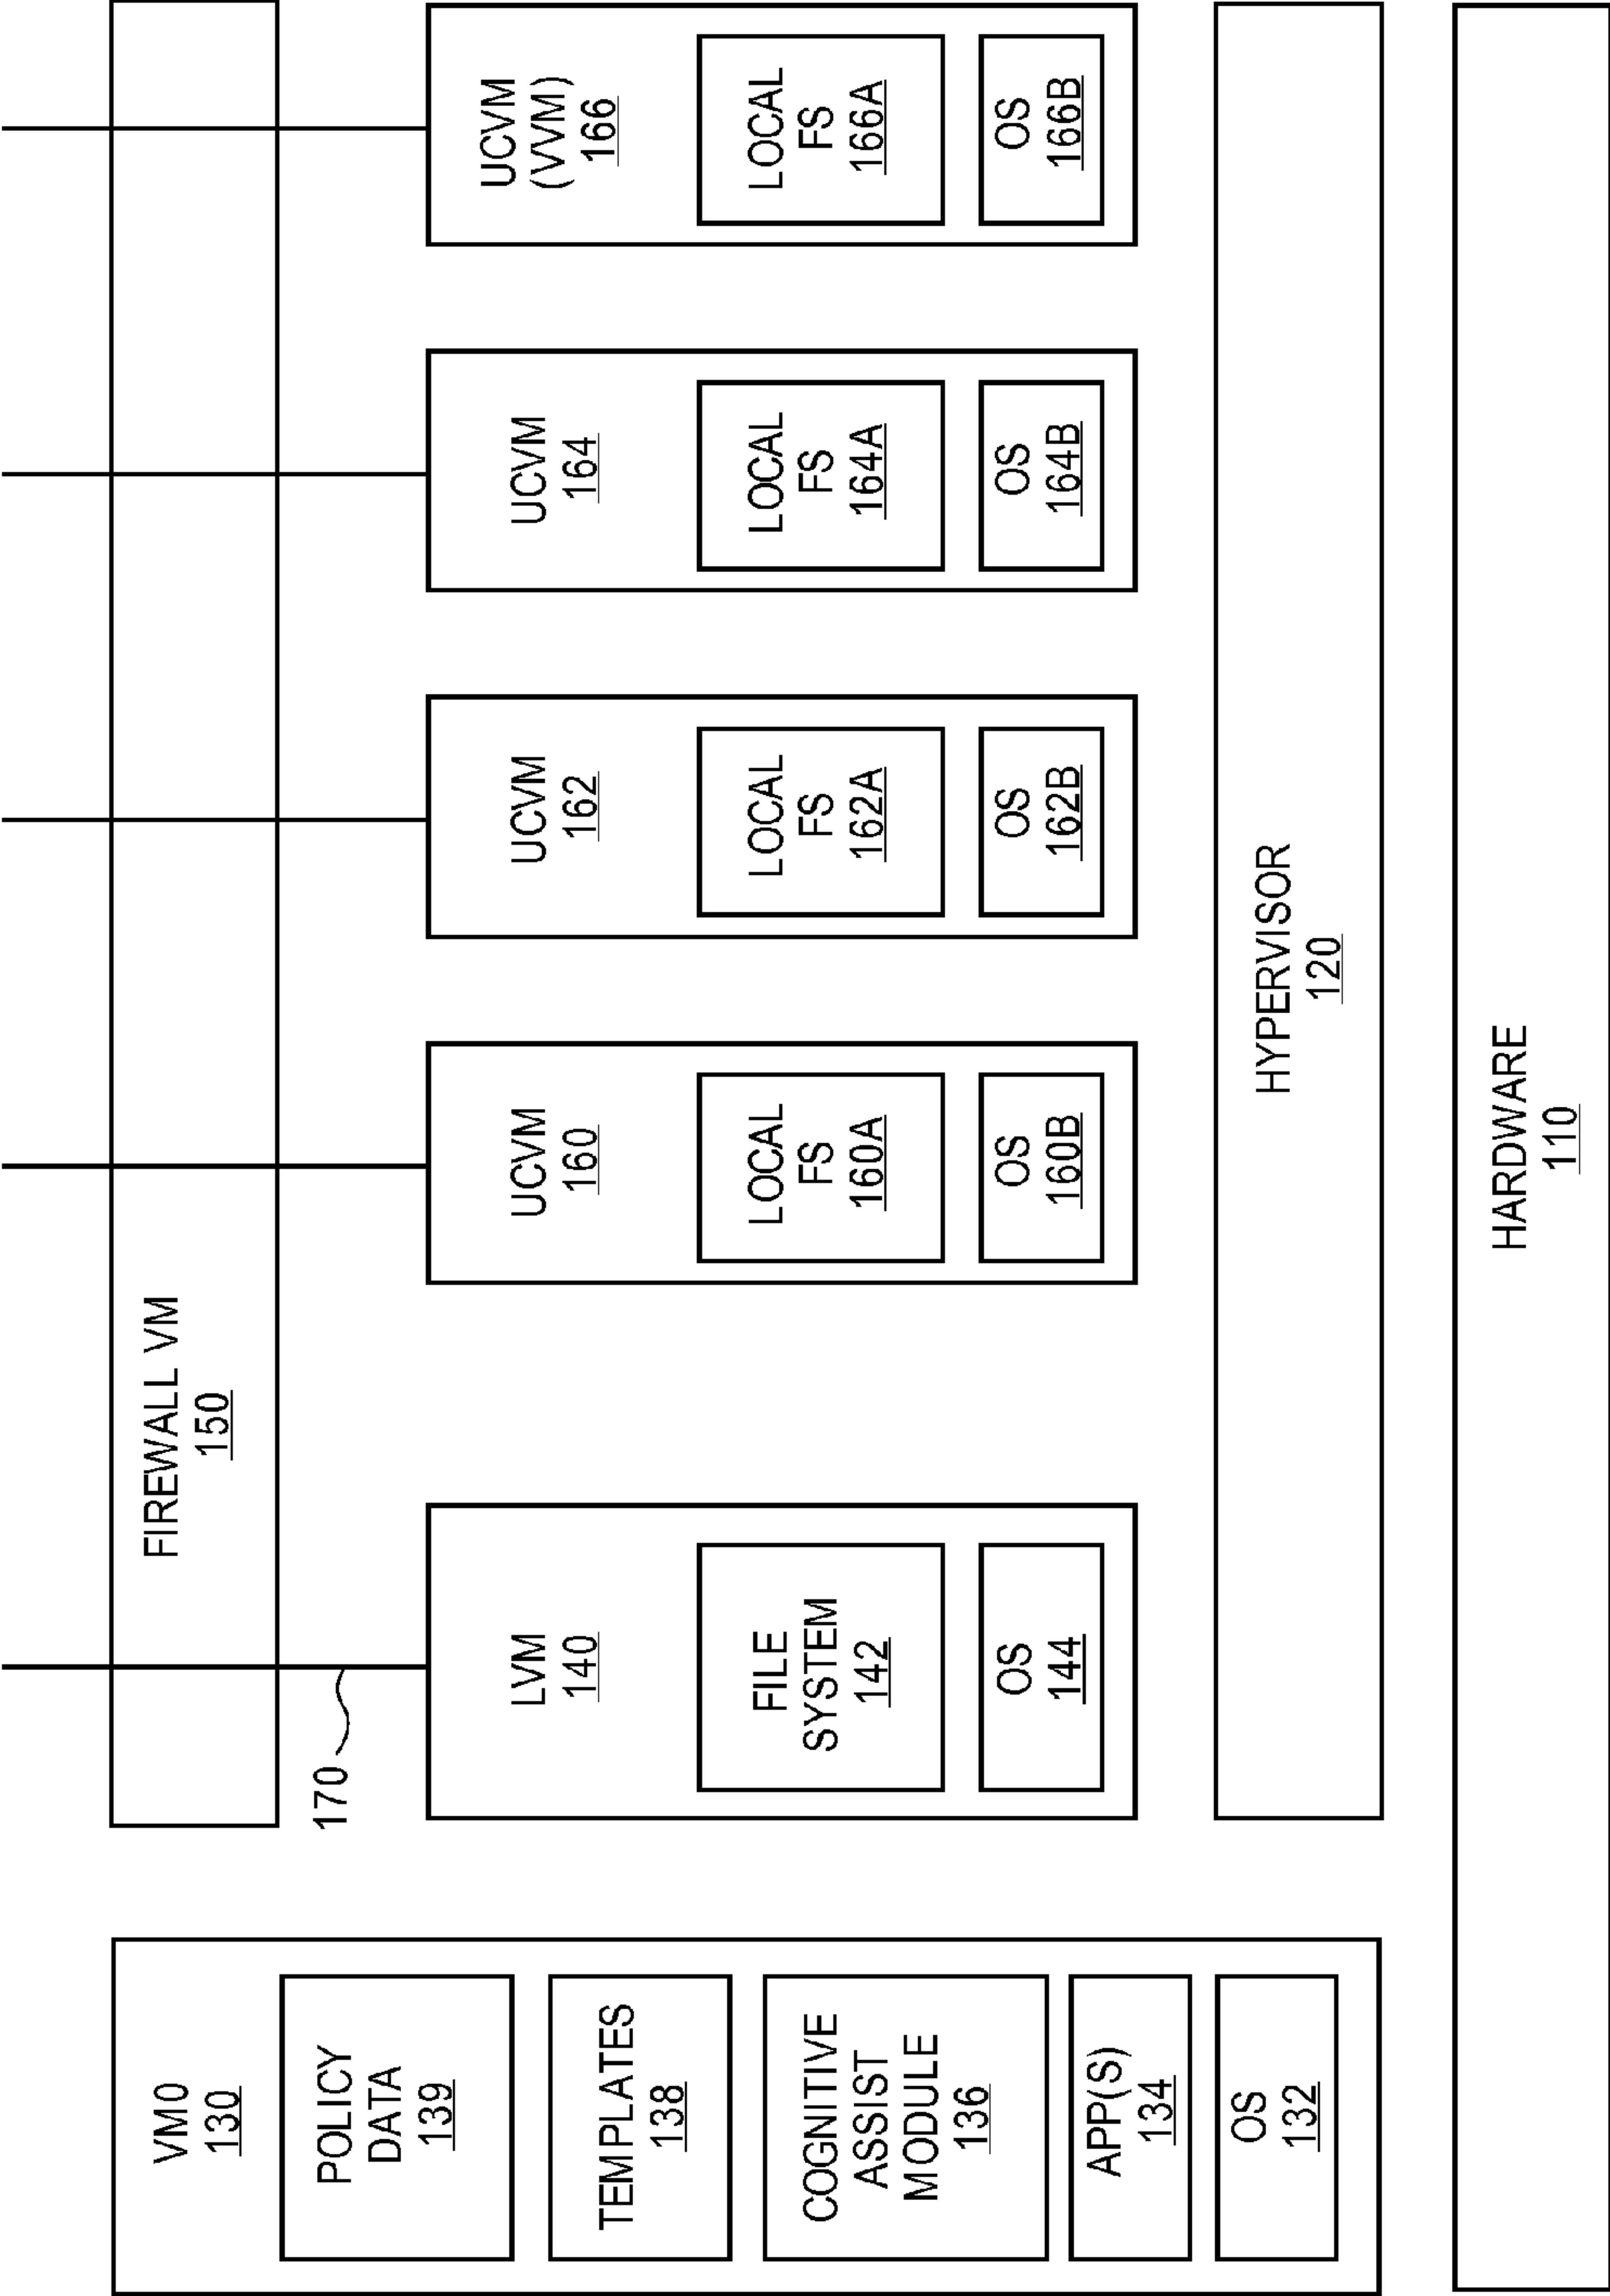 VM0
130
POLICY
DATA
139
TEMPLATES
138
COGNITIVE
ASSIST
MODULE
136
APP(S)
134
OS
132
FIREWALL VM
150
170
LVM
140
FILE
SYSTEM
142
OS
144
UCVM
160
LOCAL
FS
160A
OS
160B
UCVM
162
LOCAL
FS
162A
OS
162B
UCVM
164
LOCAL
FS
164A
OS
164B
UCVM
(VVM)
166
LOCAL
FS
166A
OS
166B
HYPERVISOR
120
HARDWARE
110